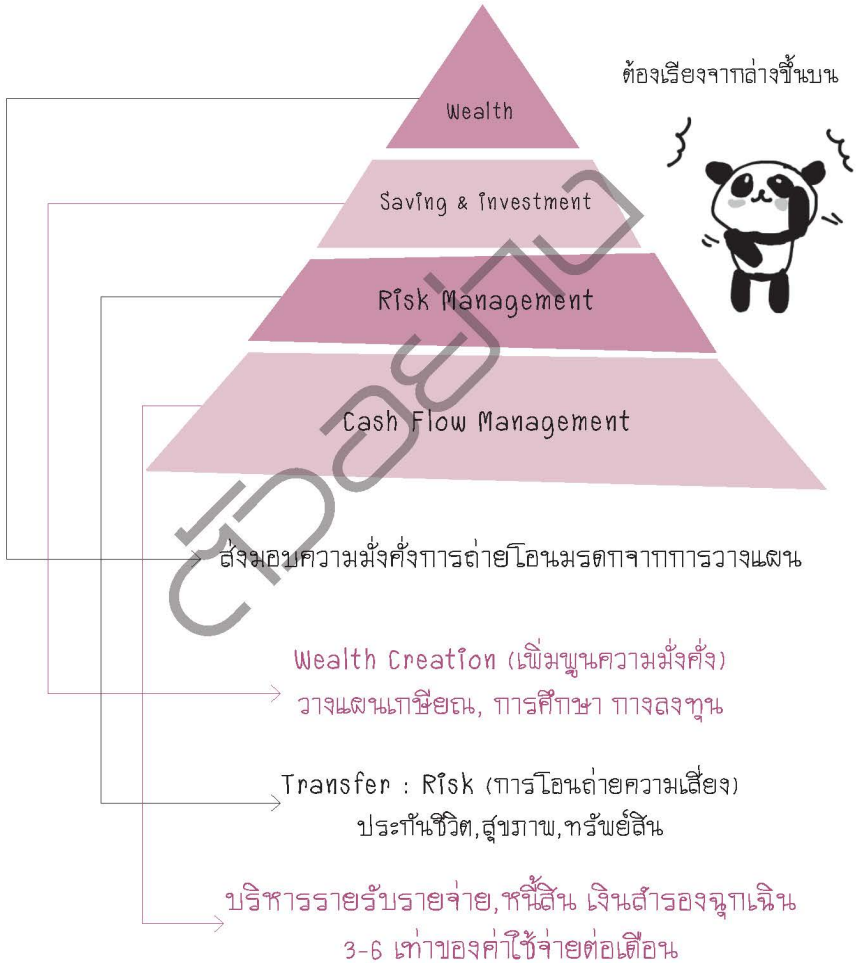 ต้องเรียงจากล่างขึ้นบน
Wealth
Saving & investment
Risk Management
Cash Flow Management
ตัวอย่าง
ส่งมอบความมั่งคั่งการถ่ายโอนมรดกจากการวางแผน
Wealth Creation (เพิ่มพูนความมั่งคั่ง)
วางแผนเกษียณ, การศึกษา กางลงทุน
Transfer : Risk (การโอนถ่ายความเสี่ยง)
ประกันชีวิต,สุขภาพ,ทรัพย์สิน
บริหารรายรับรายจ่าย,หนี้สิน เงินสำรองฉุกเฉิน
3-6 เท่าของค่าใช้จ่ายต่อเดือน